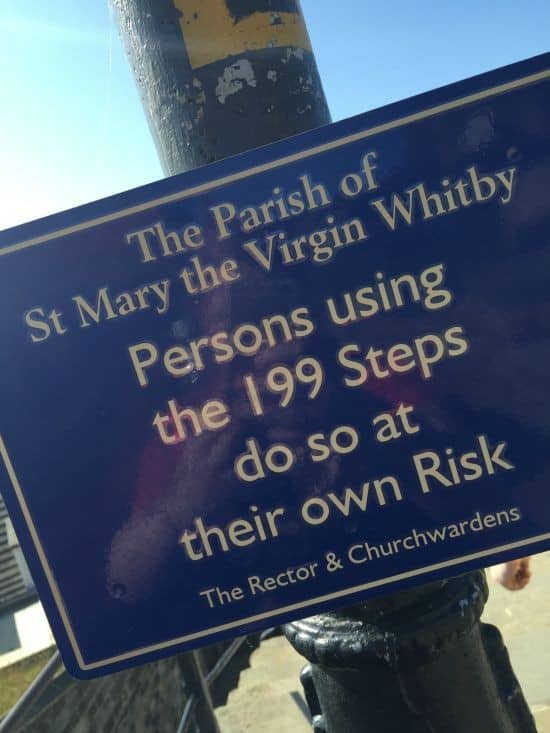 The Parish of
St Mary the Virgin Whitby
Persons using
the 199 Steps
do so at
their own Risk
The Rector & Churchwardens